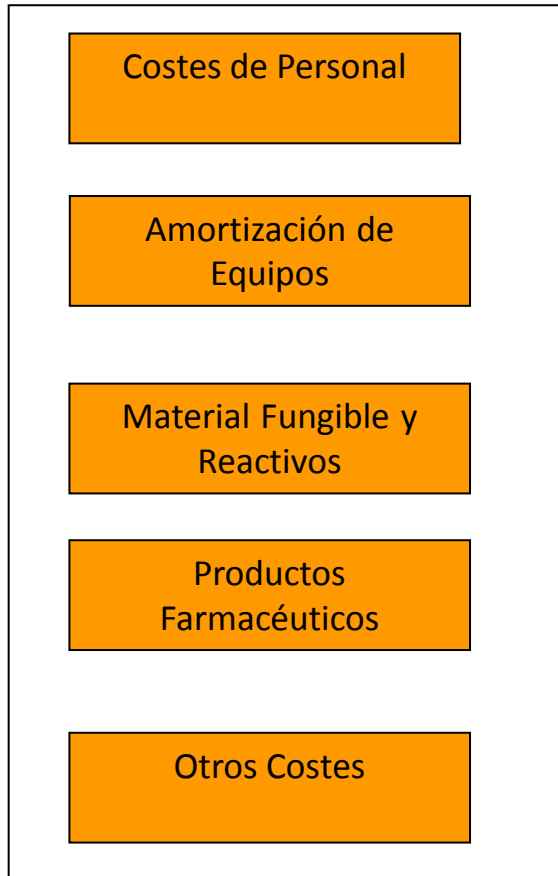 Costes de Personal
Amortización de
Equipos
Material Fungible y
Reactivos
Productos
Farmacéuticos
Otros Costes